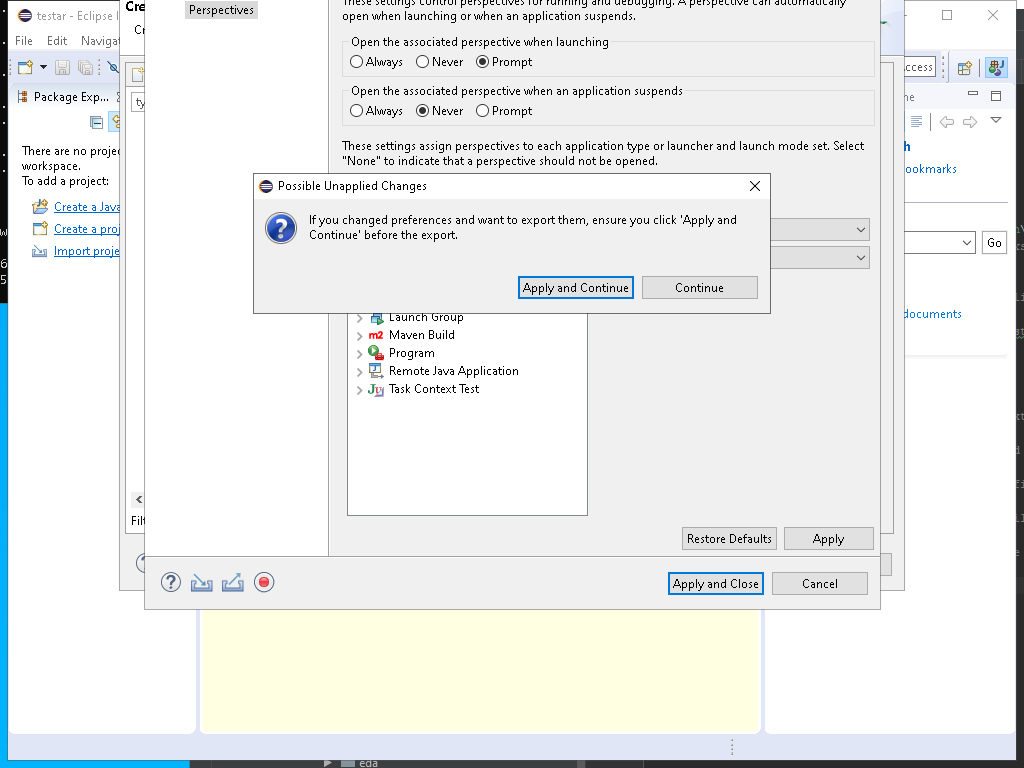 testar - Eclipse I
File Edit Navigat
Package Exp...
There are no proje
workspace.
To add a project:
Create a Java
Create a proj
Import proje
Cre
Cr
ty
Filt
Perspectives
These settings control perspectives for running and debugging. A perspective can automatically
open when launching or when an application suspends.
Open the associated perspective when launching
Always Never Prompt
Open the associated perspective when an application suspends
Always Never Prompt
These settings assign perspectives to each application type or launcher and launch mode set. Select
"None" to indicate that a perspective should not be opened.
Possible Unapplied Changes
If you changed preferences and want to export them, ensure you click 'Apply and
Continue' before the export.
Apply and Continue Continue
Launch Group
Maven Build
Program
Remote Java Application
Task Context Test
Restore Defaults Apply
Apply and Close Cancel
ccess
ne
h
ookmarks
Go
documents
eda